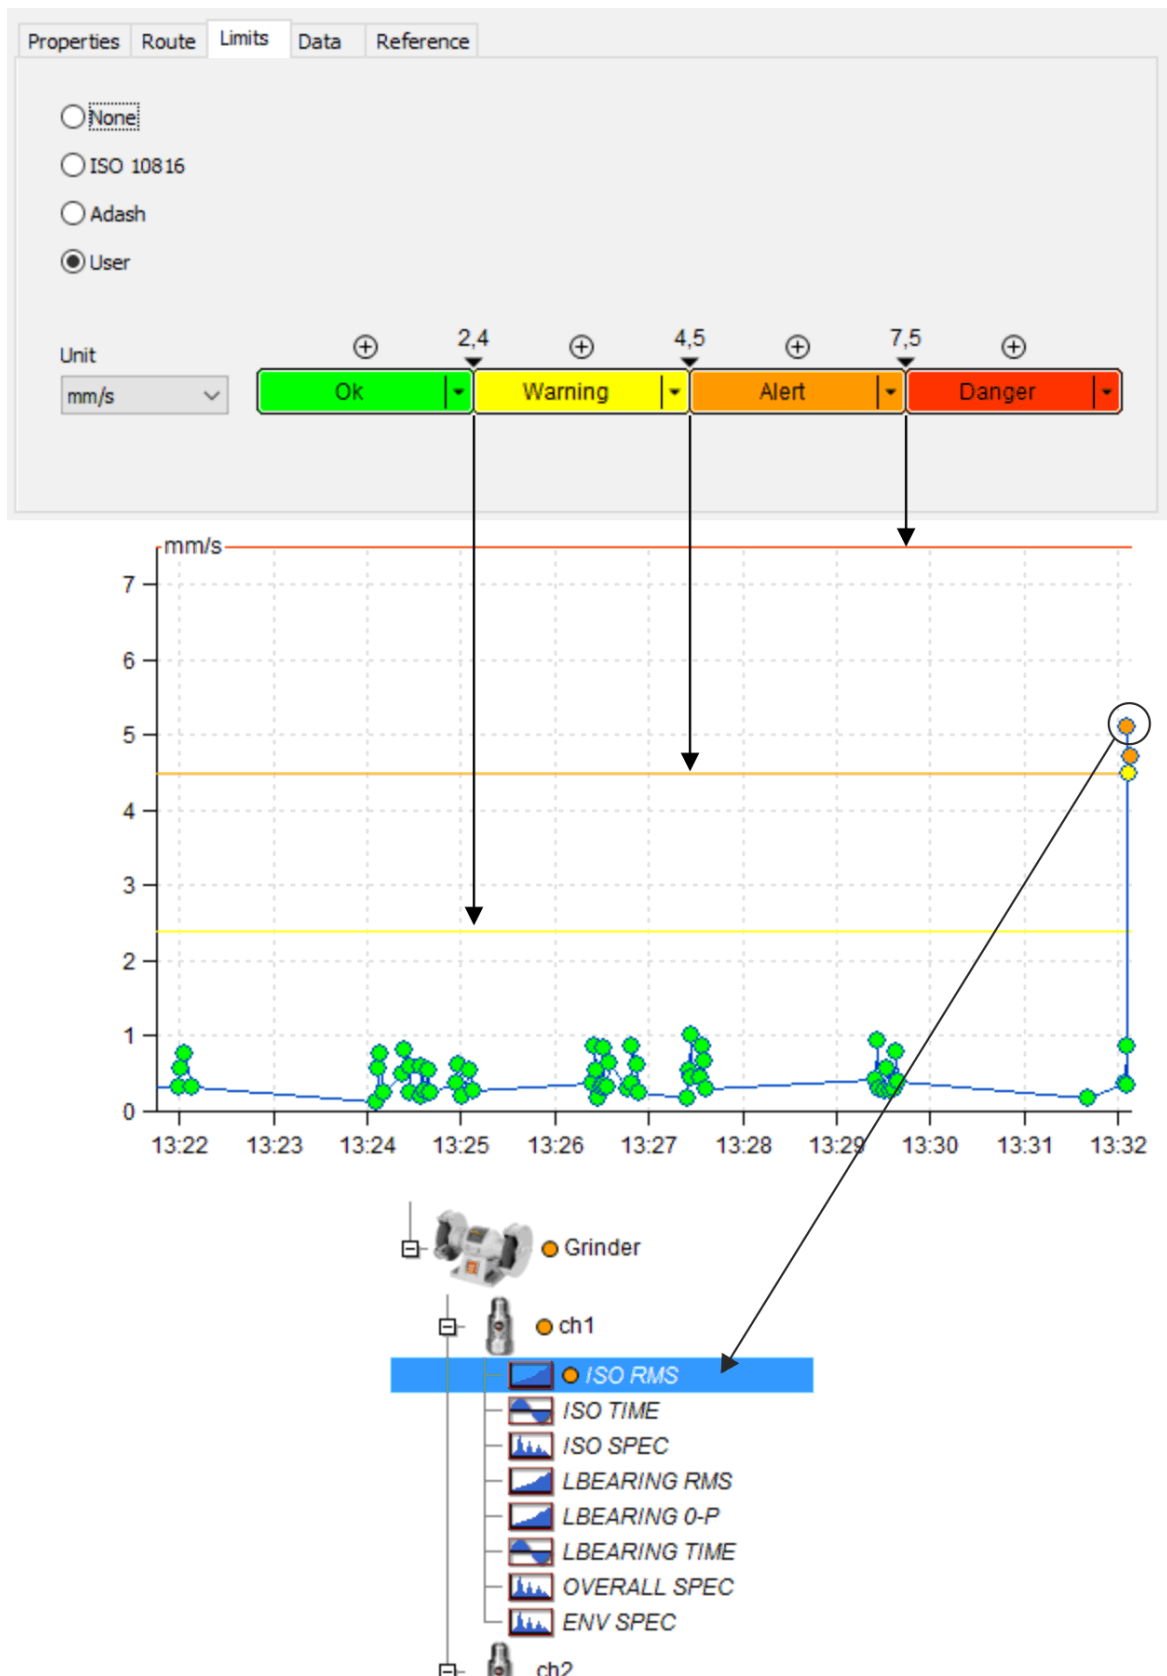 Properties Route Limits Data Reference
None
ISO 10816
Adash
User
2,4 4,5 7,5
Unit
mm/s Ok Warning Alert Danger
mm/s
7
6
5
4
3
2
1
0
13:22 13:23 13:24 13:25 13:26 13:27 13:28 13:29 13:30 13:31 13:32
Grinder
ch1
ISO RMS
ISO TIME
ISO SPEC
LBEARING RMS
LBEARING 0-P
LBEARING TIME
OVERALL SPEC
ENV SPEC
ch2